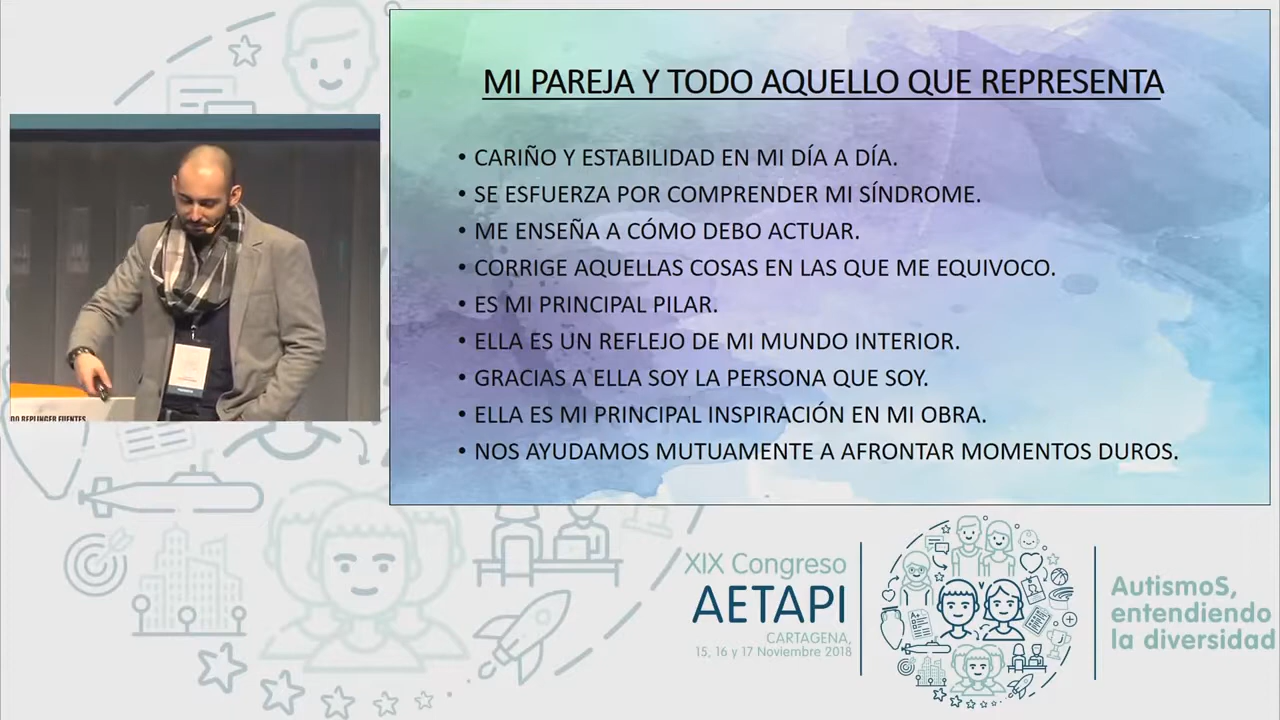 MI PAREJA Y TODO AQUELLO QUE REPRESENTA
• CARIÑO Y ESTABILIDAD EN MI DÍA A DÍA.
• SE ESFUERZA POR COMPRENDER MI SÍNDROME.
• ME ENSEÑA A CÓMO DEBO ACTUAR.
• CORRIGE AQUELLAS COSAS EN LAS QUE ME EQUIVOCO.
• ES MI PRINCIPAL PILAR.
• ELLA ES UN REFLEJO DE MI MUNDO INTERIOR.
• GRACIAS A ELLA SOY LA PERSONA QUE SOY.
• ELLA ES MI PRINCIPAL INSPIRACIÓN EN MI OBRA.
• NOS AYUDAMOS MUTUAMENTE A AFRONTAR MOMENTOS DUROS.
DO REPLINGER FUENTES
XIX Congreso
AETAPI
CARTAGENA,
15, 16 y 17 Noviembre 2018
AutismoS,
entendiendo
la diversidad